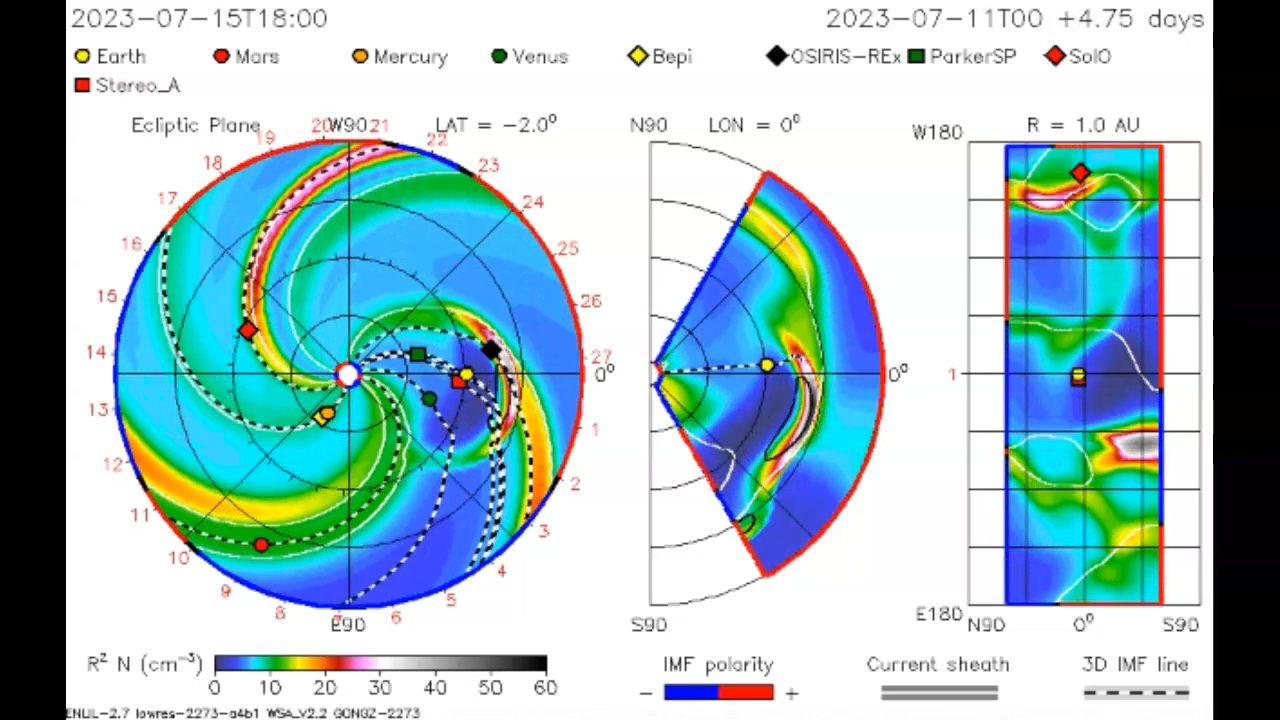 2023-07-15T18:00 2023-07-11T00 +4.75 days
Earth Mars Mercury Venus Bepi OSIRIS-REx ParkerSP SolO
Stereo_A
Ecliptic Plane W90 LAT = -2.0° N90 LON = 0° W180 R = 1.0 AU
19 20 21 22
18 23
17 24
16 25
15 26
14 27
0° 0° 1
13
12 1
11 2
10 3
9 4
8 7 6 5
E90 S90 E180 N90 0° S90
R² N (cm⁻³) IMF polarity Current sheath 3D IMF line
0 10 20 30 40 50 60 - +
ENLIL-2.7 lowres-2273-a4b1 WSA_V2.2 GONGZ-2273